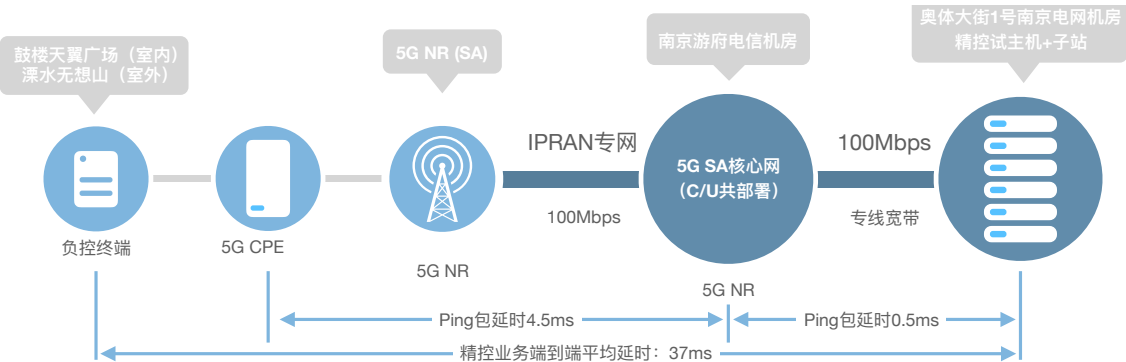 鼓楼天翼广场（室内）
溧水无想山（室外）
5G NR (SA)
南京游府电信机房
奥体大街1号南京电网机房
精控试主机+子站
IPRAN专网
100Mbps
5G SA核心网
（C/U共部署）
100Mbps
专线宽带
负控终端
5G CPE
5G NR
5G NR
Ping包延时4.5ms
Ping包延时0.5ms
精控业务端到端平均延时：37ms